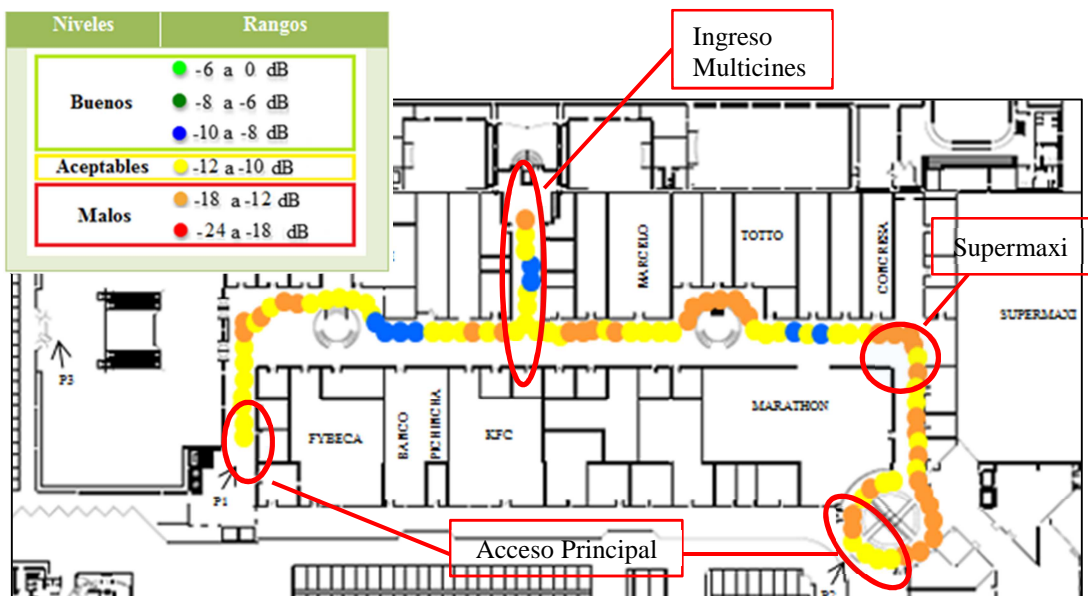 Niveles Rangos
Buenos
-6 a 0 dB
-8 a -6 dB
-10 a -8 dB
Aceptables -12 a -10 dB
Malos
-18 a -12 dB
-24 a -18 dB
Ingreso
Multicines
Supermaxi
MARCELO
TOTTO
CONCRESA
SUPERMAXI
P3
FYBECA
BANCO
PICHINCHA
KFC
MARATHON
P1
Acceso Principal
P2